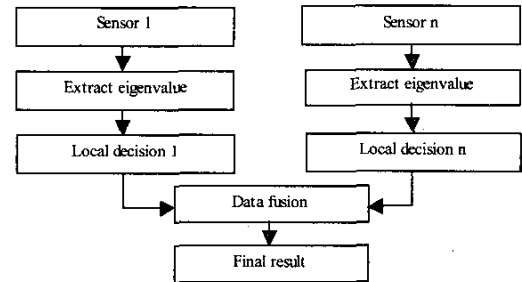 Sensor 1
Sensor n
Extract eigenvalue
Extract eigenvalue
Local decision 1
Local decision n
Data fusion
Final result